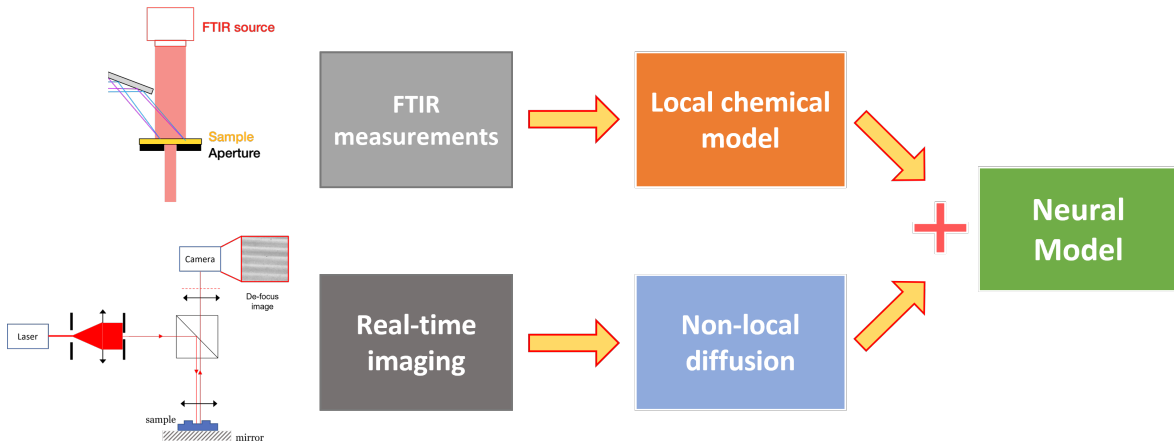 FTIR source
Sample
Aperture
FTIR
measurements
Local chemical
model
Neural
Model
Camera
De-focus
image
Laser
sample
mirror
Real-time
imaging
Non-local
diffusion